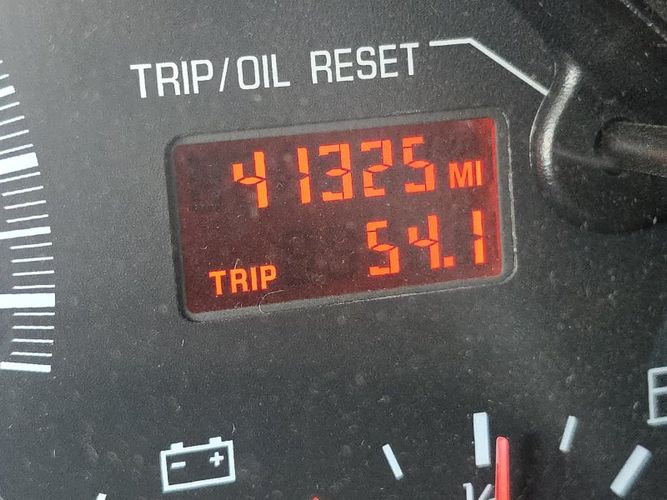 TRIP/OIL RESET
41325 MI
TRIP 54.1